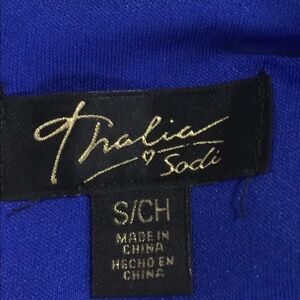 Thalia
Sodi
S/CH
MADE IN
CHINA
HECHO EN
CHINA